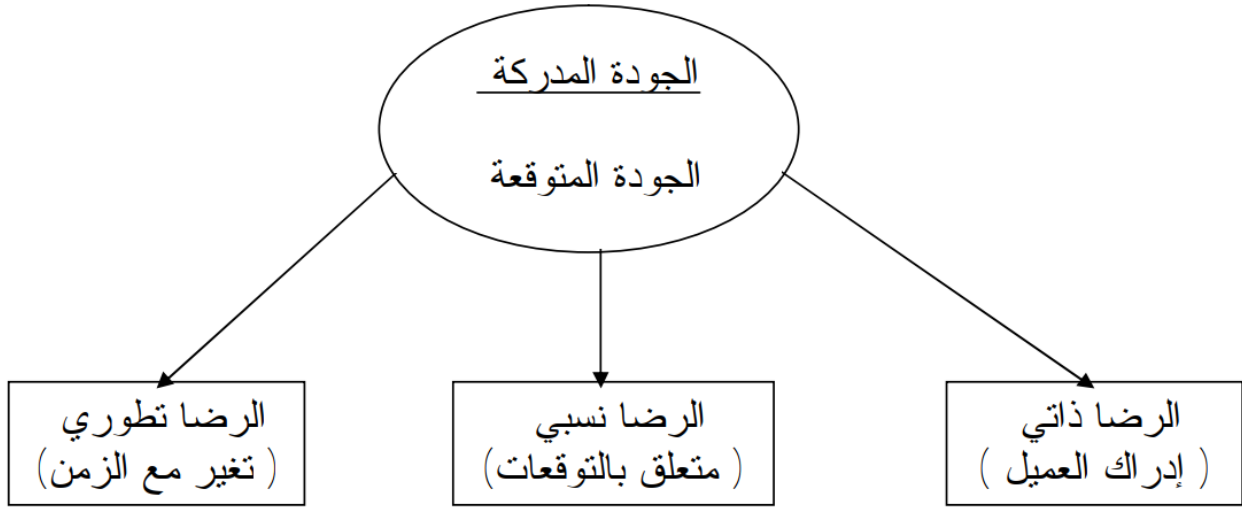 الجودة المدركة
الجودة المتوقعة
الرضا ذاتي
( إدراك العميل )
الرضا نسبي
( متعلق بالتوقعات)
الرضا تطوري
( تغير مع الزمن)